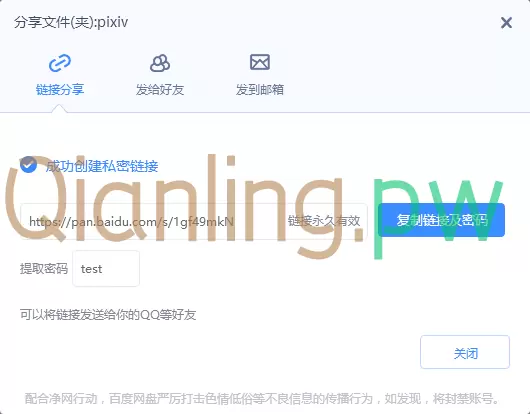 分享文件(夹):pixiv
链接分享
发给好友
发到邮箱
成功创建私密链接
Qianling.pw
https://pan.baidu.com/s/1gf49mkN
链接永久有效
复制链接及密码
提取密码 test
可以将链接发送给你的QQ等好友
关闭
配合净网行动，百度网盘严厉打击色情低俗等不良信息的传播行为，如发现，将封禁账号。